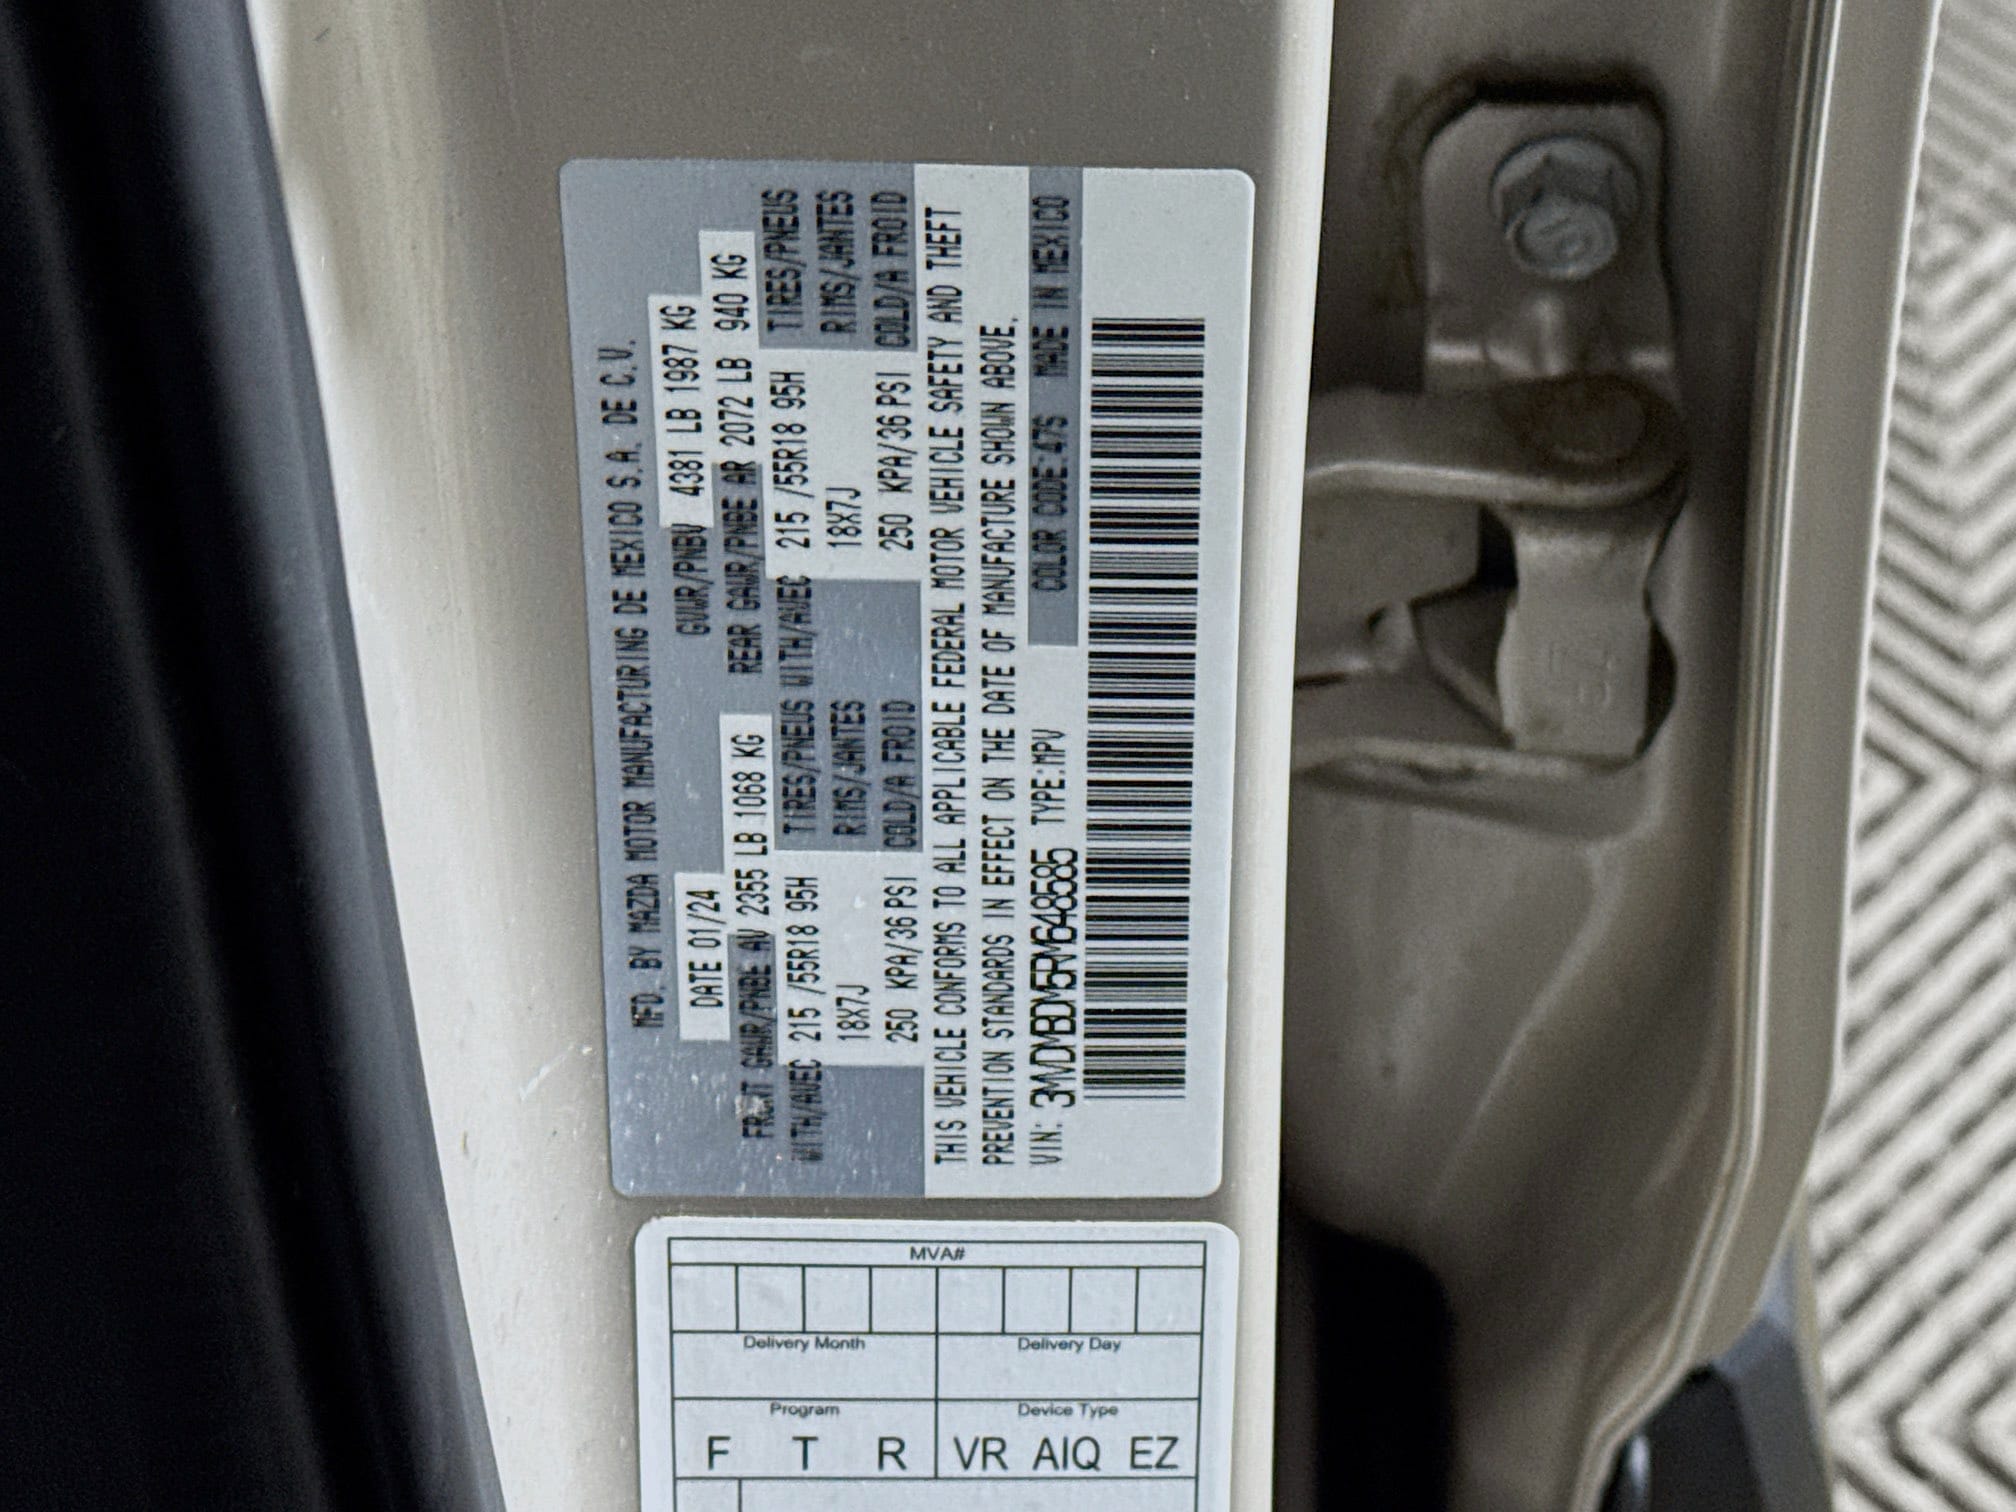 MFD. BY MAZDA MOTOR MANUFACTURING DE MEXICO S.A. DE C.V.
DATE 01/24 GVWR/PNBV 4381 LB 1987 KG
FRONT GAWR/PNBE AV 2355 LB 1068 KG REAR GAWR/PNBE AR 2072 LB 940 KG
WITH/AVEC 215 /55R18 95H TIRES/PNEUS WITH/AVEC 215 /55R18 95H TIRES/PNEUS
18X7J RIMS/JANTES 18X7J RIMS/JANTES
250 KPA/36 PSI COLD/A FROID 250 KPA/36 PSI COLD/A FROID
THIS VEHICLE CONFORMS TO ALL APPLICABLE FEDERAL MOTOR VEHICLE SAFETY AND THEFT
PREVENTION STANDARDS IN EFFECT ON THE DATE OF MANUFACTURE SHOWN ABOVE.
VIN: 3MVDMBDM5RM648585 TYPE:MPV COLOR CODE:47S MADE IN MEXICO
MVA#
Delivery Month Delivery Day
Program Device Type
F T R VR AIQ EZ